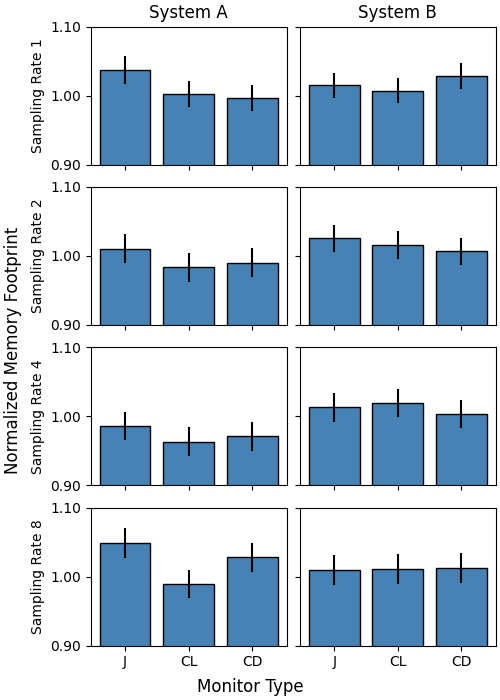 System A System B
1.10
1.00
0.90
Sampling Rate 1
1.10
1.00
0.90
Sampling Rate 2
1.10
1.00
0.90
Sampling Rate 4
1.10
1.00
0.90
Sampling Rate 8
Normalized Memory Footprint
J CL CD J CL CD
Monitor Type